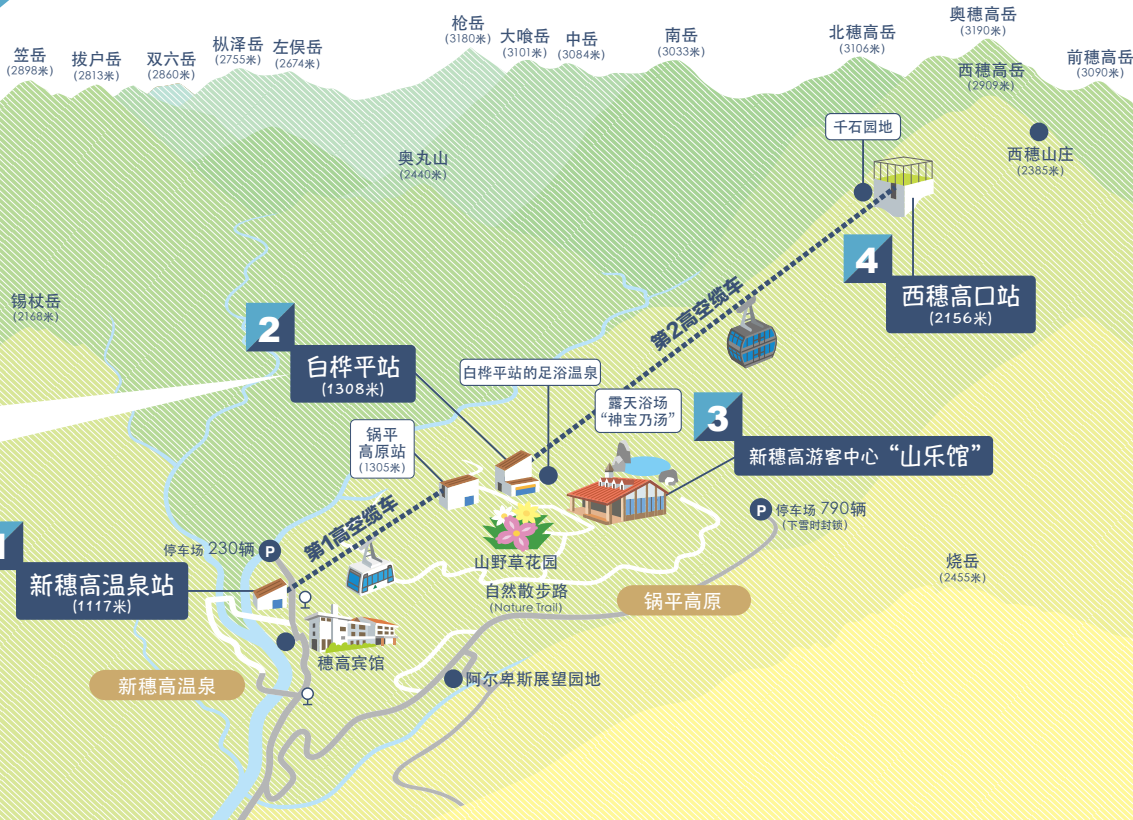 笠岳
(2898米)
拔户岳
(2813米)
双六岳
(2860米)
枞泽岳
(2755米)
左俣岳
(2674米)
枪岳
(3180米)
大喰岳
(3101米)
中岳
(3084米)
南岳
(3033米)
北穗高岳
(3106米)
奥穗高岳
(3190米)
西穗高岳
(2909米)
前穗高岳
(3090米)
千石园地
西穗山庄
(2385米)
奥丸山
(2440米)
4
西穗高口站
(2156米)
锡杖岳
(2168米)
2
白桦平站
(1308米)
第2高空缆车
白桦平站的足浴温泉
露天浴场
“神宝乃汤”
3
新穗高游客中心 “山乐馆”
锅平
高原站
(1305米)
P 停车场 790辆
(下雪时封锁)
第1高空缆车
停车场 230辆 P
1
新穗高温泉站
(1117米)
山野草花园
自然散步路
(Nature Trail)
锅平高原
烧岳
(2455米)
穗高宾馆
新穗高温泉
阿尔卑斯展望园地